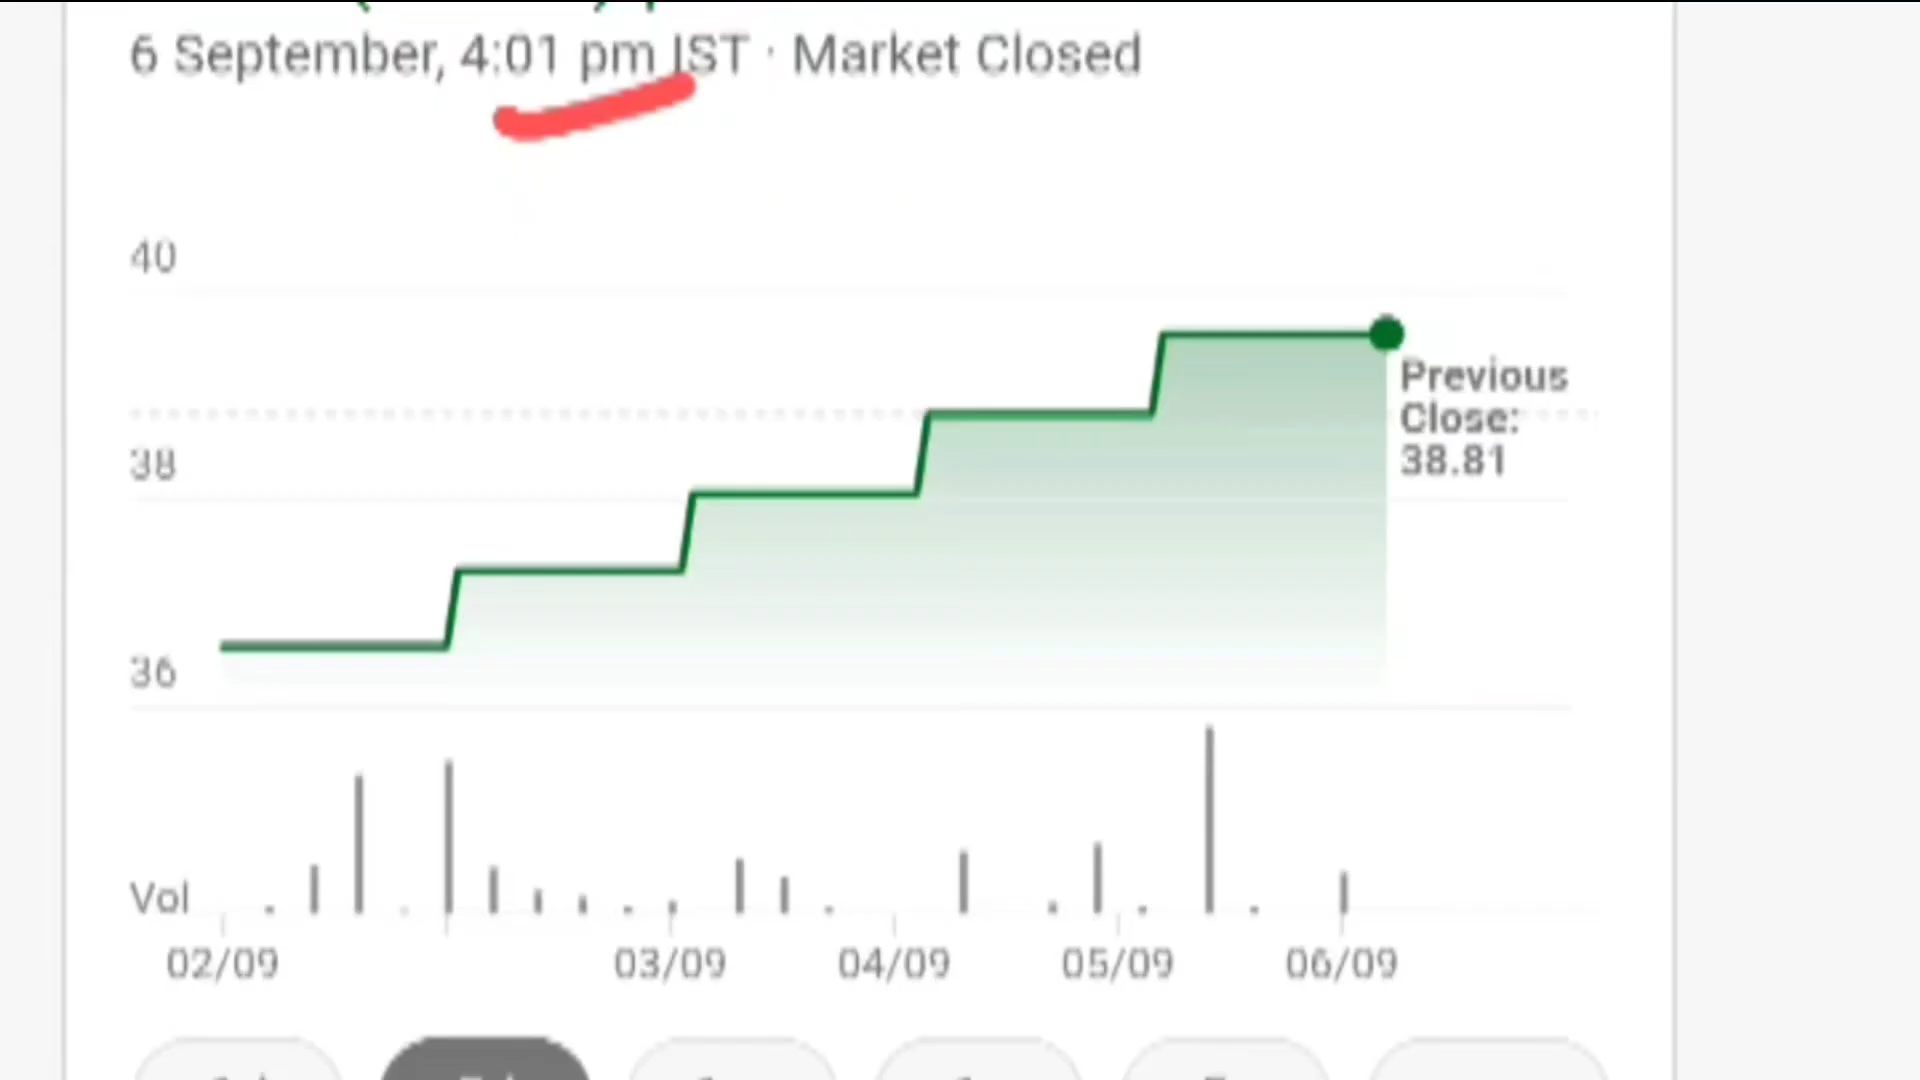 6 September, 4:01 pm IST · Market Closed
40
Previous
Close:
38.81
38
36
Vol
02/09 03/09 04/09 05/09 06/09